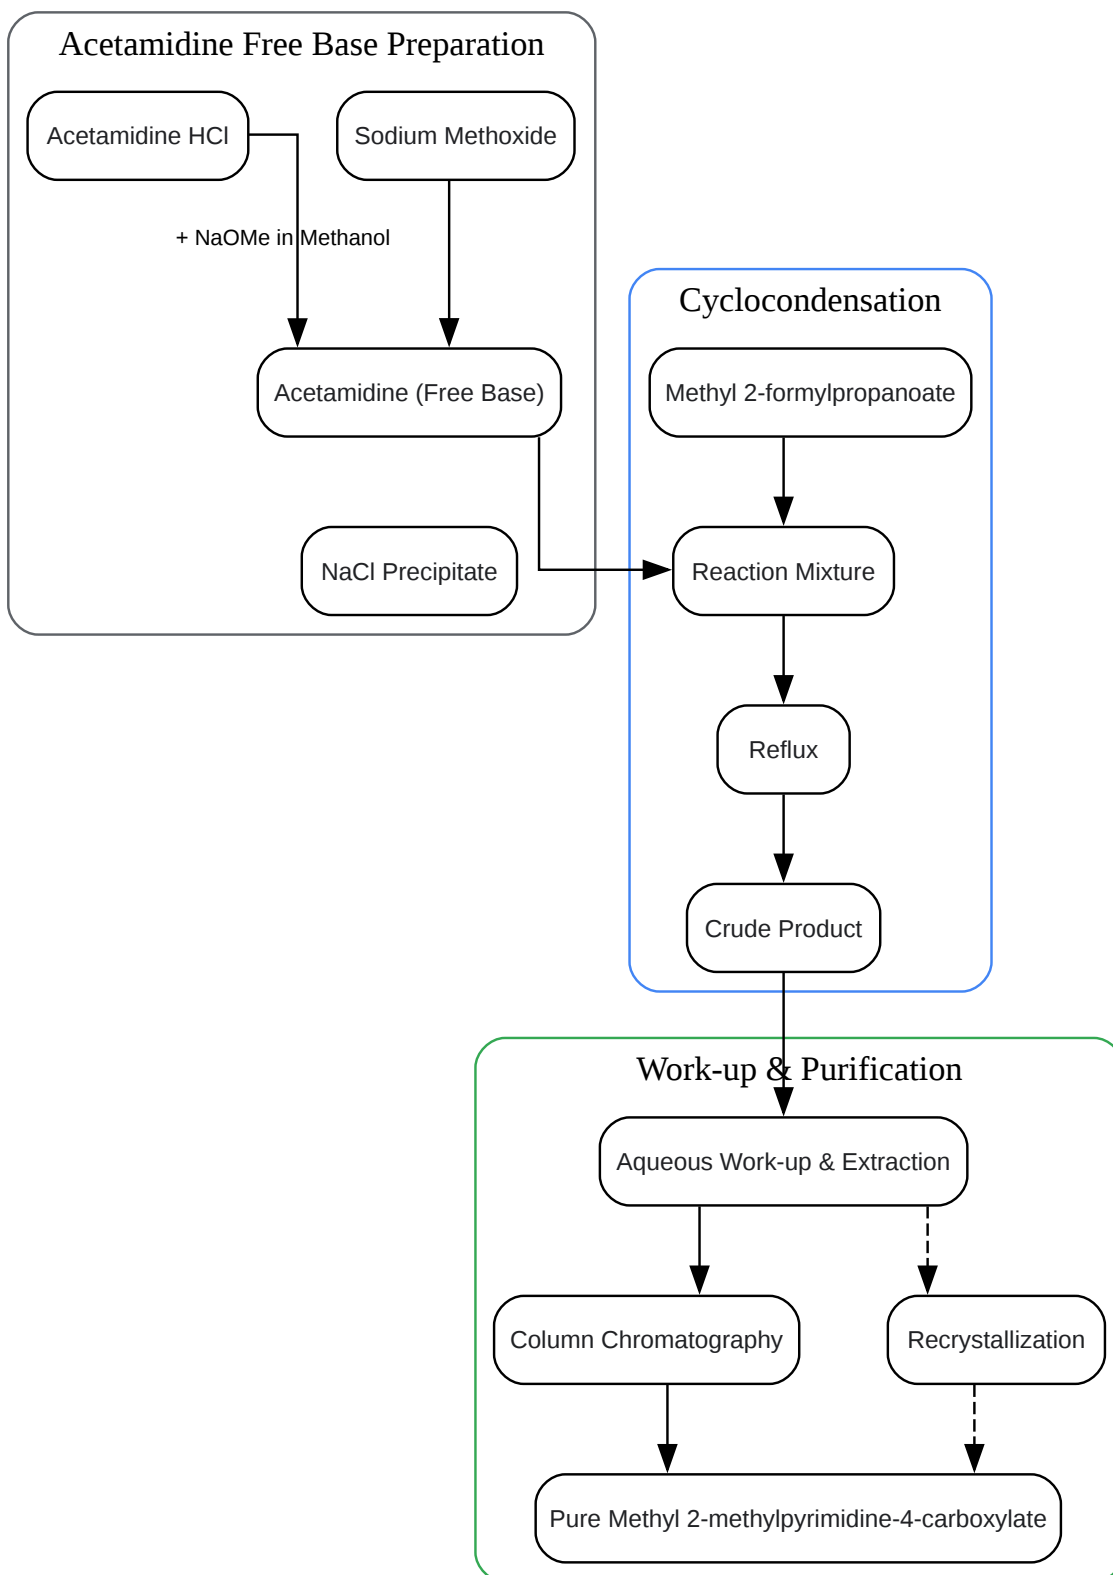 Acetamidine Free Base Preparation
Acetamidine HCl
Sodium Methoxide
+ NaOMe in Methanol
Acetamidine (Free Base)
NaCl Precipitate
Cyclocondensation
Methyl 2-formylpropanoate
Reaction Mixture
Reflux
Crude Product
Work-up & Purification
Aqueous Work-up & Extraction
Column Chromatography
Recrystallization
Pure Methyl 2-methylpyrimidine-4-carboxylate